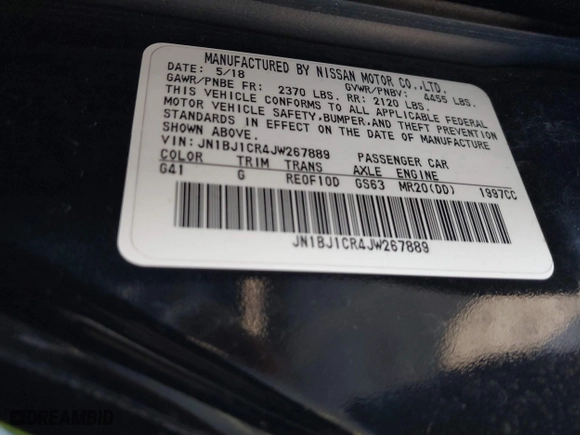 MANUFACTURED BY NISSAN MOTOR CO.,LTD.
DATE: 5/18 GVWR/PNBV: 4455 LBS.
GAWR/PNBE FR: 2370 LBS. RR: 2120 LBS.
THIS VEHICLE CONFORMS TO ALL APPLICABLE FEDERAL
MOTOR VEHICLE SAFETY,BUMPER,AND THEFT PREVENTION
STANDARDS IN EFFECT ON THE DATE OF MANUFACTURE
SHOWN ABOVE.
VIN: JN1BJ1CR4JW267889 PASSENGER CAR
COLOR TRIM TRANS AXLE ENGINE
G41 G RE0F10D GS63 MR20(DD) 1997CC
JN1BJ1CR4JW267889
DREAMBID